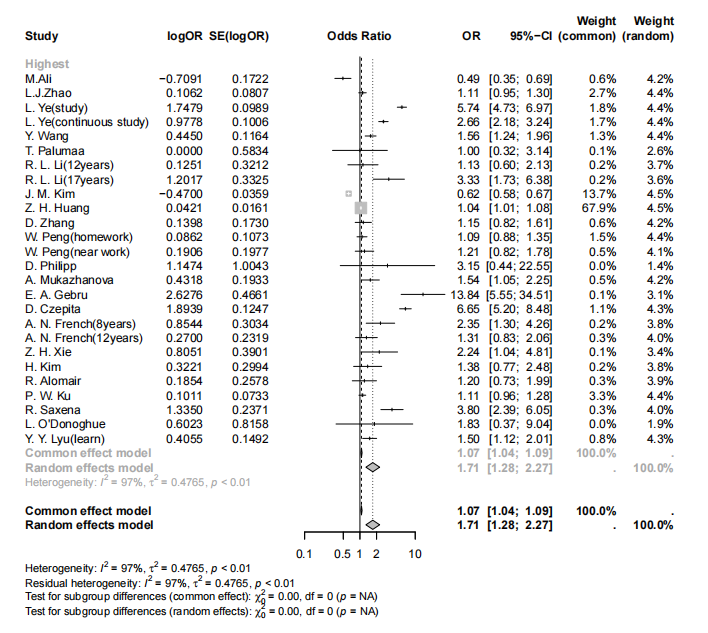 Weight Weight
Study logOR SE(logOR) Odds Ratio OR 95%−CI (common) (random)
Highest
M.Ali −0.7091 0.1722 0.49 [0.35; 0.69] 0.6% 4.2%
L.J.Zhao 0.1062 0.0807 1.11 [0.95; 1.30] 2.7% 4.4%
L. Ye(study) 1.7479 0.0989 5.74 [4.73; 6.97] 1.8% 4.4%
L. Ye(continuous study) 0.9778 0.1006 2.66 [2.18; 3.24] 1.7% 4.4%
Y. Wang 0.4450 0.1164 1.56 [1.24; 1.96] 1.3% 4.4%
T. Palumaa 0.0000 0.5834 1.00 [0.32; 3.14] 0.1% 2.6%
R. L. Li(12years) 0.1251 0.3212 1.13 [0.60; 2.13] 0.2% 3.7%
R. L. Li(17years) 1.2017 0.3325 3.33 [1.73; 6.38] 0.2% 3.6%
J. M. Kim −0.4700 0.0359 0.62 [0.58; 0.67] 13.7% 4.5%
Z. H. Huang 0.0421 0.0161 1.04 [1.01; 1.08] 67.9% 4.5%
D. Zhang 0.1398 0.1730 1.15 [0.82; 1.61] 0.6% 4.2%
W. Peng(homework) 0.0862 0.1073 1.09 [0.88; 1.35] 1.5% 4.4%
W. Peng(near work) 0.1906 0.1977 1.21 [0.82; 1.78] 0.5% 4.2%
D. Philipp 1.1474 1.0043 3.15 [0.44; 22.55] 0.0% 1.4%
A. Mukazhanova 0.4318 0.1933 1.54 [1.05; 2.25] 0.5% 4.2%
E. A. Gebru 2.6276 0.4661 13.84 [5.55; 34.51] 0.1% 3.1%
D. Czepita 1.8939 0.1247 6.65 [5.20; 8.48] 1.1% 4.3%
A. N. French(8years) 0.8544 0.3034 2.35 [1.30; 4.26] 0.2% 3.8%
A. N. French(12years) 0.2700 0.2319 1.31 [0.83; 2.06] 0.3% 4.0%
Z. H. Xie 0.8051 0.3901 2.24 [1.04; 4.81] 0.1% 3.4%
H. Kim 0.3221 0.2994 1.38 [0.77; 2.48] 0.2% 3.8%
R. Alomair 0.1854 0.2578 1.20 [0.73; 1.99] 0.3% 3.9%
P. W. Ku 0.1011 0.0733 1.11 [0.96; 1.28] 3.3% 4.4%
R. Saxena 1.3350 0.2371 3.80 [2.39; 6.05] 0.3% 4.0%
L. O'Donoghue 0.6023 0.8158 1.83 [0.37; 9.04] 0.0% 1.9%
Y. Y. Lyu(learn) 0.4055 0.1492 1.50 [1.12; 2.01] 0.8% 4.3%
Common effect model 1.07 [1.04; 1.09] 100.0% .
Random effects model 1.71 [1.28; 2.27] . 100.0%
Heterogeneity: I² = 97%, τ² = 0.4765, p < 0.01
Common effect model 1.07 [1.04; 1.09] 100.0% .
Random effects model 1.71 [1.28; 2.27] . 100.0%
0.1 0.5 1 2 10
Heterogeneity: I² = 97%, τ² = 0.4765, p < 0.01
Residual heterogeneity: I² = 97%, τ² = 0.4765, p < 0.01
Test for subgroup differences (common effect): χ²₀ = 0.00, df = 0 (p = NA)
Test for subgroup differences (random effects): χ²₀ = 0.00, df = 0 (p = NA)